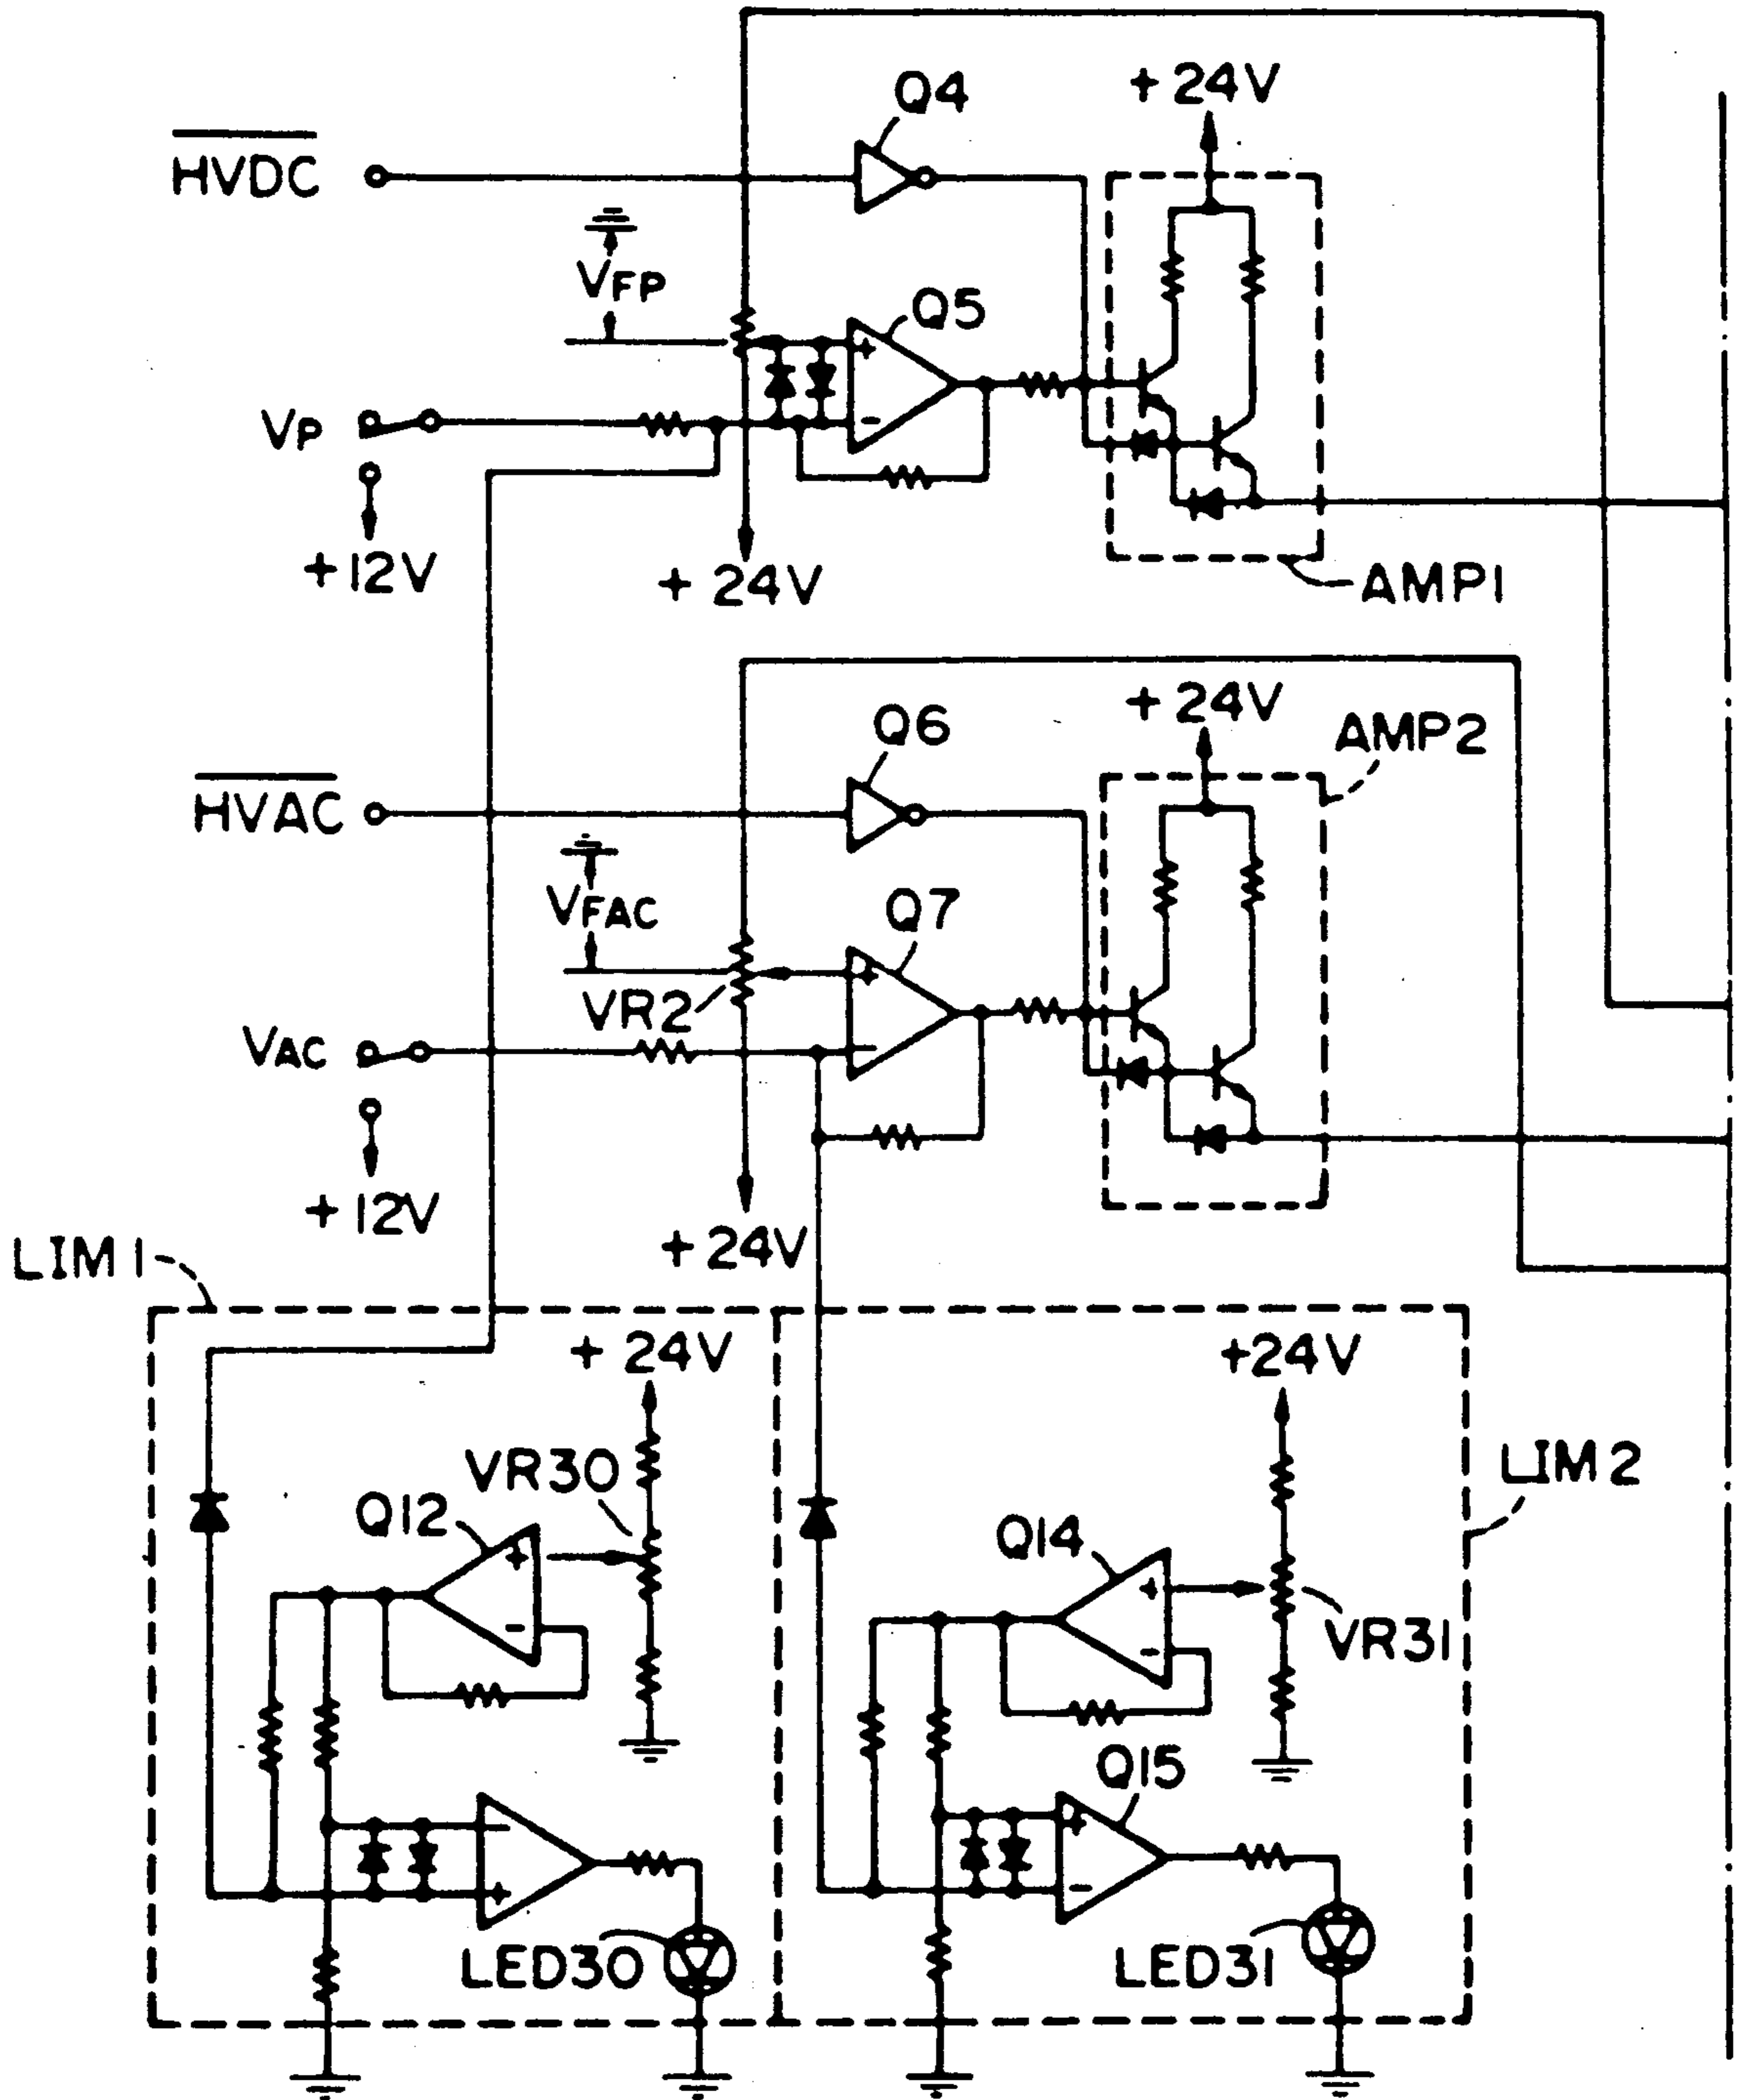 Q4
+24V
HVDC
VFP
Q5
+
-
VP
+12V
+24V
AMP1
+24V
AMP2
Q6
HVAC
VFAC
Q7
+
-
VR2
VAC
+12V
+24V
LIM1
+24V
+24V
VR30
LIM2
Q12
+
-
Q14
+
-
VR31
Q15
-
+
+
-
LED30
LED31